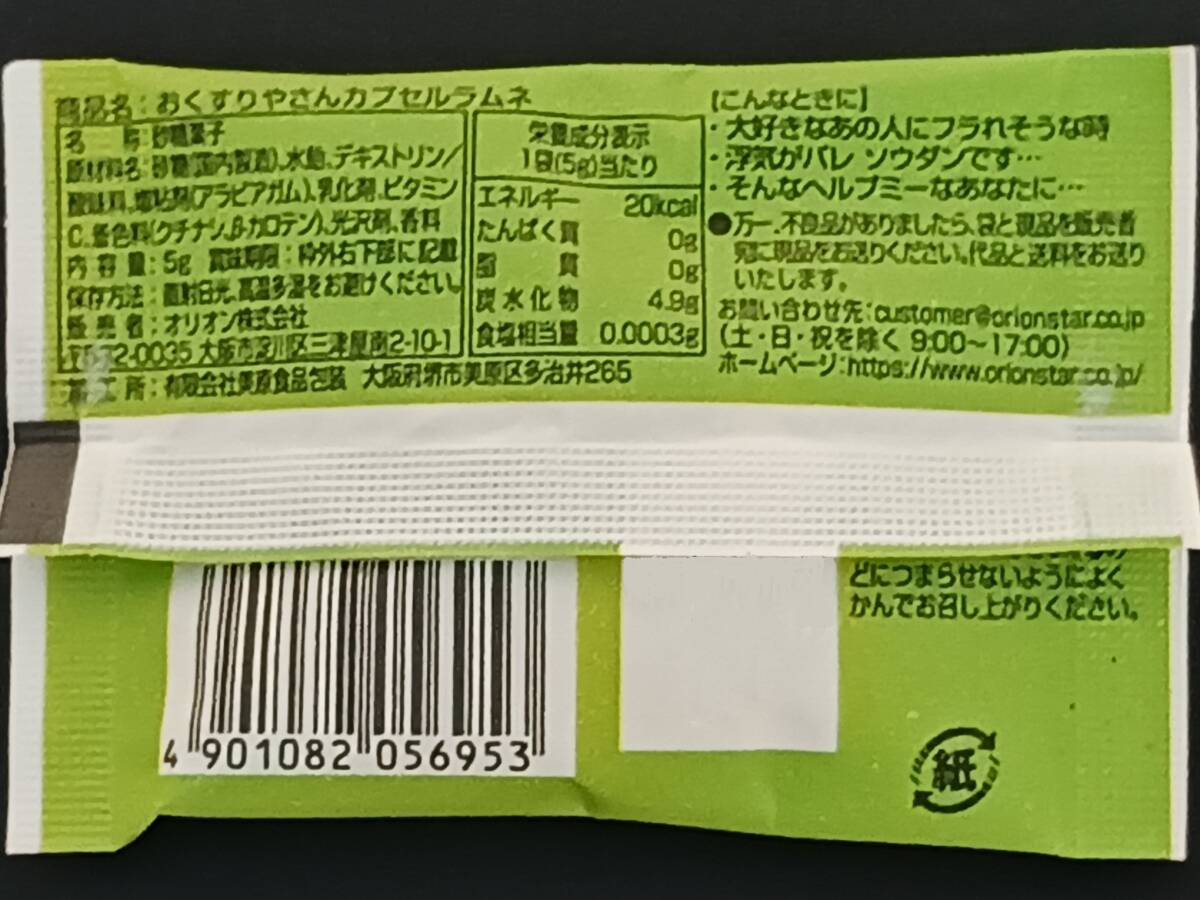 商品名：おくすりやさんカプセルラムネ
名　称：砂糖菓子
原材料名：砂糖(国内製造)、水飴、デキストリン/
酸味料、増粘剤(アラビアガム)、乳化剤、ビタミン
C、着色料(クチナシ、β-カロテン)、光沢剤、香料
内容量：5g　賞味期限：枠外右下部に記載
保存方法：直射日光、高温多湿をお避けください。
販売者：オリオン株式会社
〒532-0035 大阪市淀川区三津屋南2-10-1
加工所：有限会社美原食品包装　大阪府堺市美原区多治井265
栄養成分表示
1袋(5g)当たり
エネルギー 20kcal
たんぱく質 0g
脂質 0g
炭水化物 4.9g
食塩相当量 0.0003g
【こんなときに】
・大好きなあの人にフラれそうな時
・浮気がバレ ソウダンです…
・そんなヘルプミーなあなたに…
●万一、不良品がありましたら、袋と現品を販売者
宛に現品をお送りください。代品と送料をお送り
いたします。
お問い合わせ先：customer@orionstar.co.jp
(土・日・祝を除く 9:00〜17:00)
ホームページ：https://www.orionstar.co.jp/
どにつまらせないようによく
かんでお召し上がりください。
4 901082 056953
紙